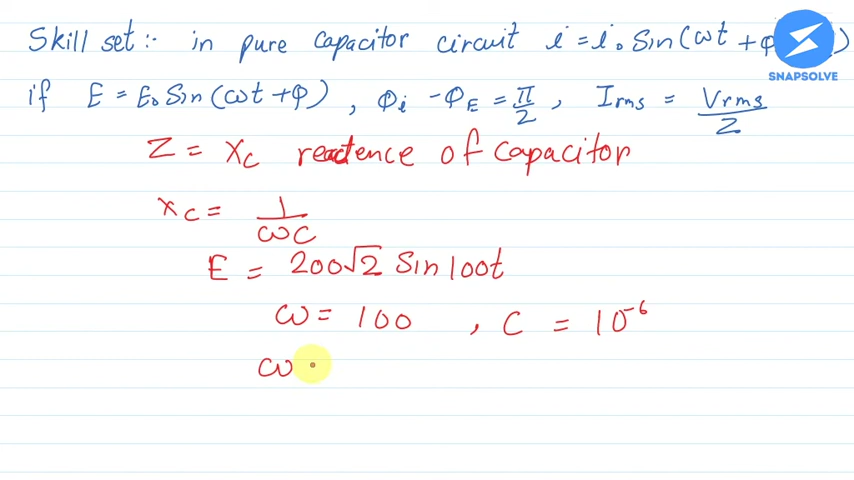 Skill set:- in pure capacitor circuit i = i₀ Sin(ωt + φ )
SNAPSOLVE
if E = E₀ Sin(ωt + φ) , φᵢ - φ_E = π/2 , Irms = Vrms/Z
Z = Xc reactence of capacitor
Xc = 1/ωC
E = 200√2 Sin 100t
ω = 100 , C = 10⁻⁶
ω